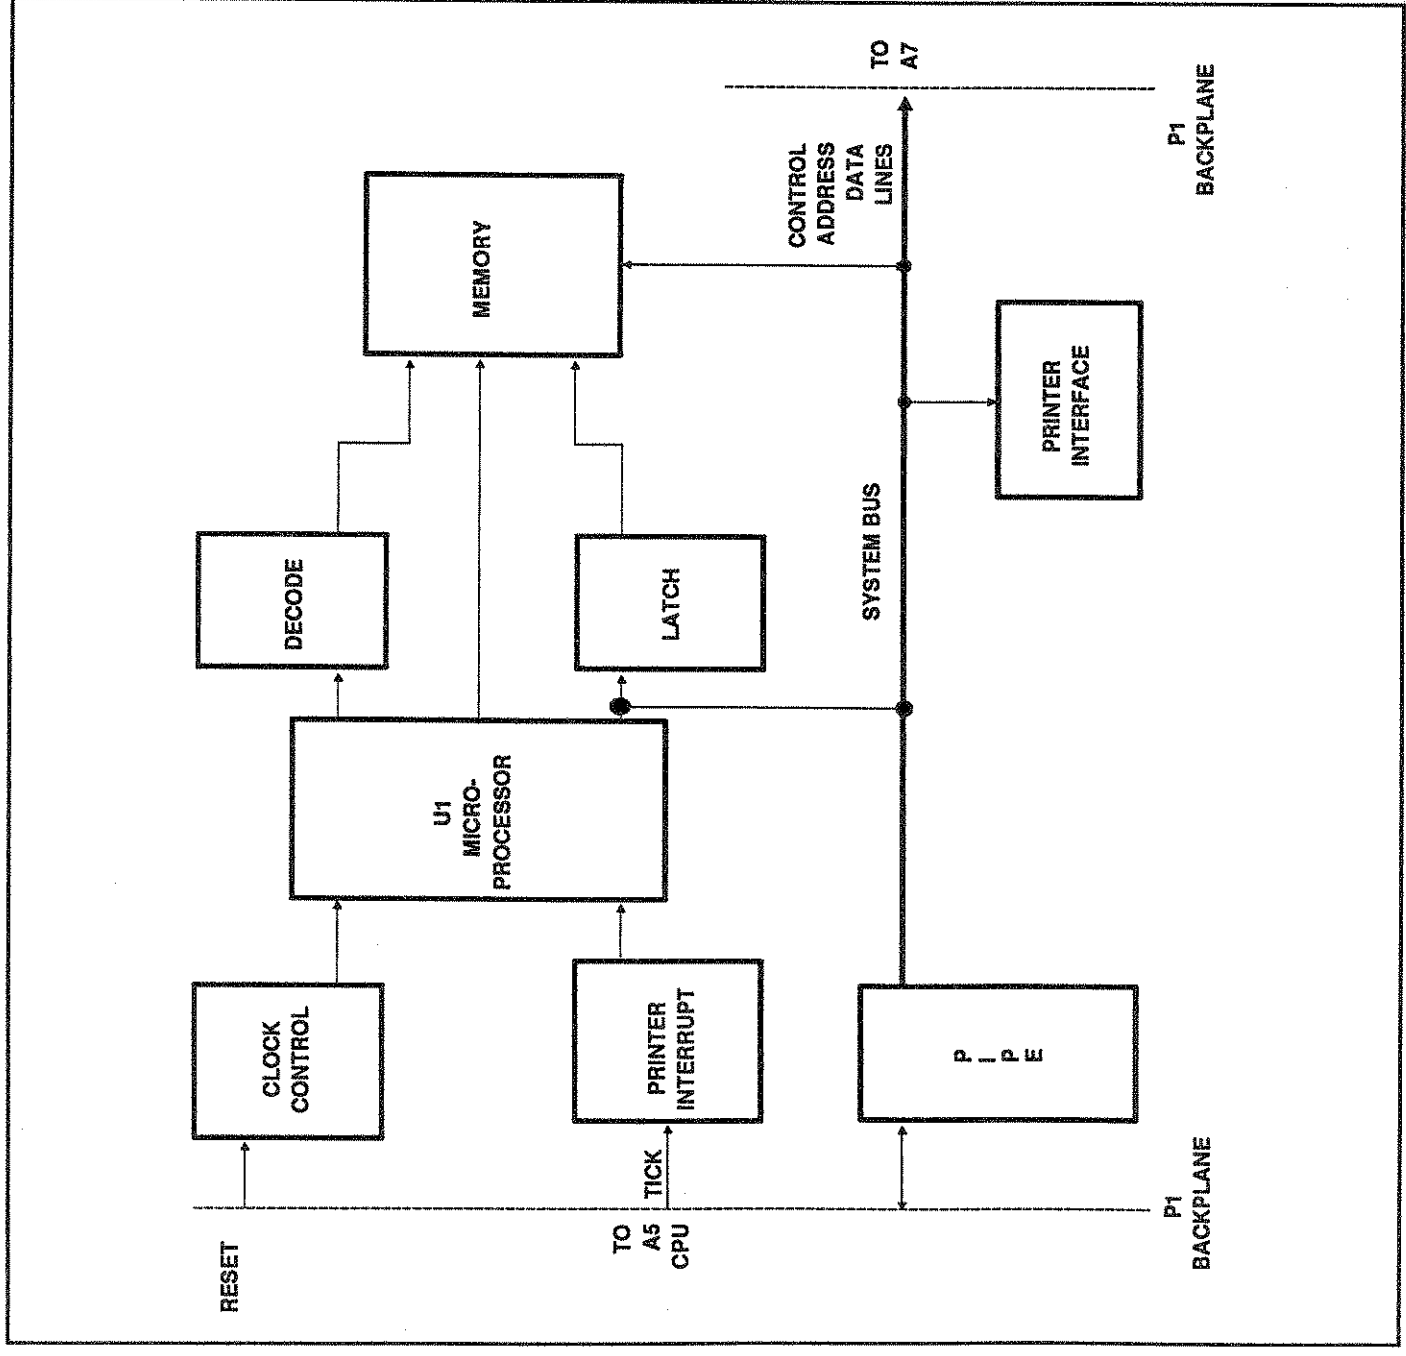 RESET
CLOCK
CONTROL
U1
MICRO-
PROCESSOR
DECODE
MEMORY
TO
A5
CPU
TICK
PRINTER
INTERRUPT
LATCH
CONTROL
ADDRESS
DATA
LINES
TO
A7
SYSTEM BUS
P
I
P
E
PRINTER
INTERFACE
P1
BACKPLANE
P1
BACKPLANE